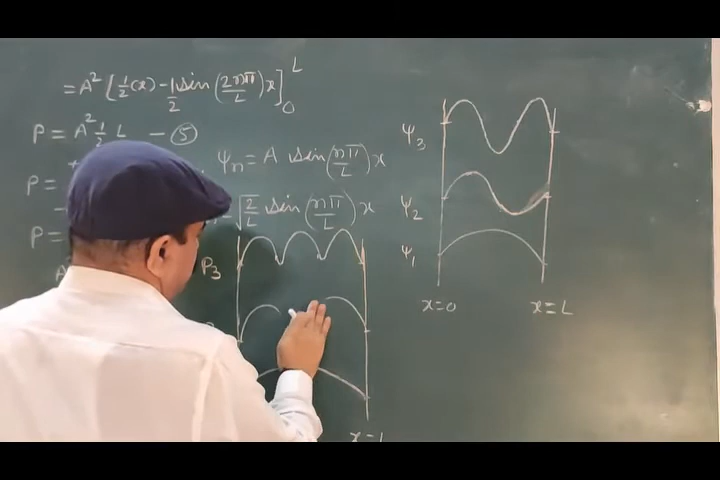 = A² [ 1/2 (x) - 1/2 sin (2nπ/L) x ]₀ᴸ
P = A² 1/2 L — ⑤
ψn = A sin (nπ/L) x
P =
√2/L sin (nπ/L) x
P =
P₃
ψ₃
ψ₂
ψ₁
x=0
x=L